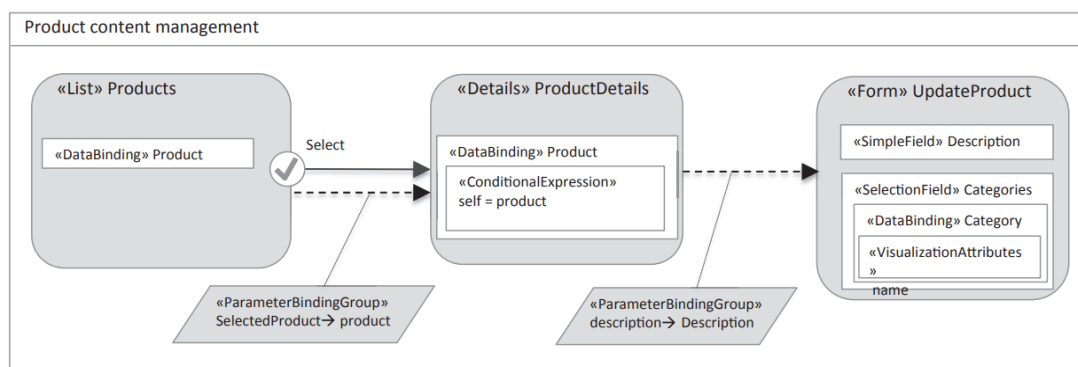 Product content management
«List» Products
«DataBinding» Product
Select
«Details» ProductDetails
«DataBinding» Product
«ConditionalExpression»
self = product
«Form» UpdateProduct
«SimpleField» Description
«SelectionField» Categories
«DataBinding» Category
«VisualizationAttributes
»
name
«ParameterBindingGroup»
SelectedProduct→ product
«ParameterBindingGroup»
description→ Description